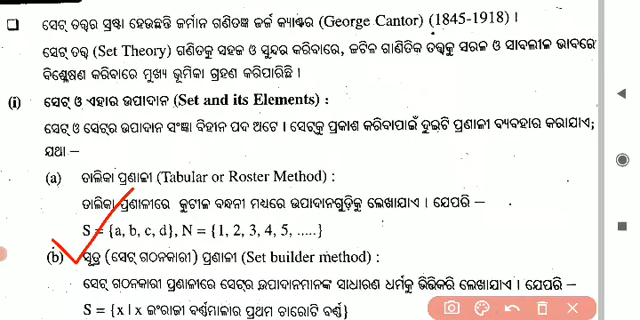 ସେଟ୍ ତତ୍ତ୍ୱର ସ୍ରଷ୍ଟା ହେଉଛନ୍ତି ଜର୍ମାନ ଗଣିତଜ୍ଞ ଜର୍ଜ କ୍ୟାଣ୍ଟର (George Cantor) (1845-1918) ।
ସେଟ୍ ତତ୍ତ୍ୱ (Set Theory) ଗଣିତକୁ ସହଜ ଓ ସୁନ୍ଦର କରିବାରେ, ଜଟିଳ ଗାଣିତିକ ତତ୍ତ୍ୱକୁ ସରଳ ଓ ସାବଲୀଳ ଭାବରେ
ବିଶ୍ଳେଷଣ କରିବାରେ ମୁଖ୍ୟ ଭୂମିକା ଗ୍ରହଣ କରିପାରିଛି ।
(i) ସେଟ୍ ଓ ଏହାର ଉପାଦାନ (Set and its Elements) :
ସେଟ୍ ଓ ସେଟ୍‌ର ଉପାଦାନ ସଂଜ୍ଞା ବିହୀନ ପଦ ଅଟେ । ସେଟ୍‌କୁ ପ୍ରକାଶ କରିବାପାଇଁ ଦୁଇଟି ପ୍ରଣାଳୀ ବ୍ୟବହାର କରାଯାଏ;
ଯଥା –
(a) ତାଲିକା ପ୍ରଣାଳୀ (Tabular or Roster Method) :
ତାଲିକା ପ୍ରଣାଳୀରେ କୁଟୀଳ ବନ୍ଧନୀ ମଧ୍ୟରେ ଉପାଦାନଗୁଡ଼ିକୁ ଲେଖାଯାଏ । ଯେପରି –
S = {a, b, c, d}, N = {1, 2, 3, 4, 5, .....}
(b) ସୂତ୍ର (ସେଟ୍ ଗଠନକାରୀ) ପ୍ରଣାଳୀ (Set builder method) :
ସେଟ୍ ଗଠନକାରୀ ପ୍ରଣାଳୀରେ ସେଟ୍‌ର ଉପାଦାନମାନଙ୍କ ସାଧାରଣ ଧର୍ମକୁ ଭିତ୍ତିକରି ଲେଖାଯାଏ । ଯେପରି –
S = {x | x ଇଂରାଜୀ ବର୍ଣ୍ଣମାଳାର ପ୍ରଥମ ଚାରୋଟି ବର୍ଣ୍ଣ}